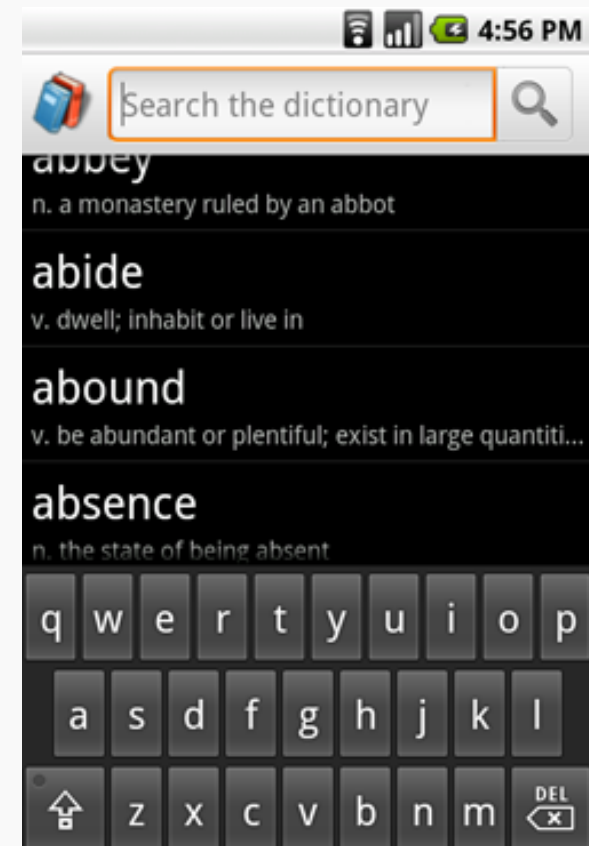 4:56 PM
Search the dictionary
abbey
n. a monastery ruled by an abbot
abide
v. dwell; inhabit or live in
abound
v. be abundant or plentiful; exist in large quantiti...
absence
n. the state of being absent
q w e r t y u i o p
a s d f g h j k l
z x c v b n m DEL